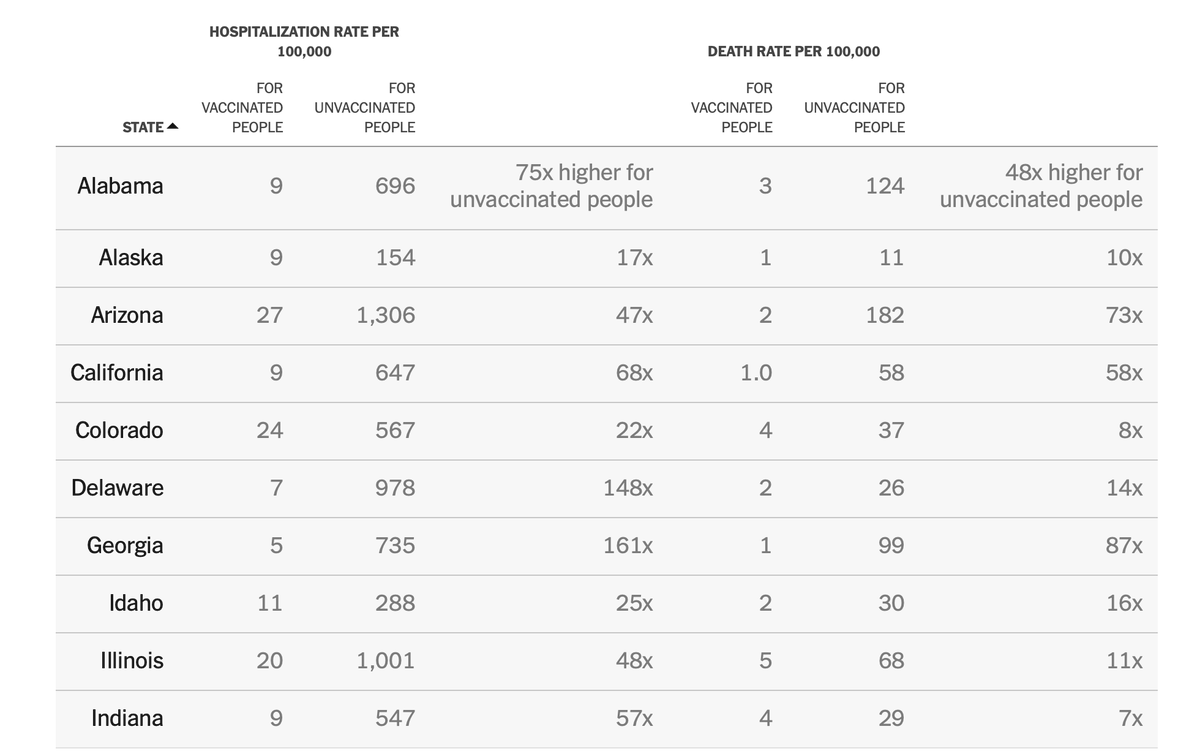 HOSPITALIZATION RATE PER
100,000
DEATH RATE PER 100,000
STATE ▲
FOR
VACCINATED
PEOPLE
FOR
UNVACCINATED
PEOPLE
FOR
VACCINATED
PEOPLE
FOR
UNVACCINATED
PEOPLE
Alabama 9 696 75x higher for
unvaccinated people 3 124 48x higher for
unvaccinated people
Alaska 9 154 17x 1 11 10x
Arizona 27 1,306 47x 2 182 73x
California 9 647 68x 1.0 58 58x
Colorado 24 567 22x 4 37 8x
Delaware 7 978 148x 2 26 14x
Georgia 5 735 161x 1 99 87x
Idaho 11 288 25x 2 30 16x
Illinois 20 1,001 48x 5 68 11x
Indiana 9 547 57x 4 29 7x